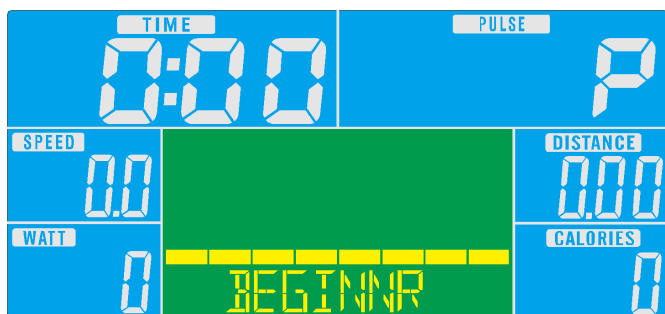 TIME PULSE
0:00 P
SPEED DISTANCE
0.0 0.00
WATT CALORIES
0 0
BEGINNR